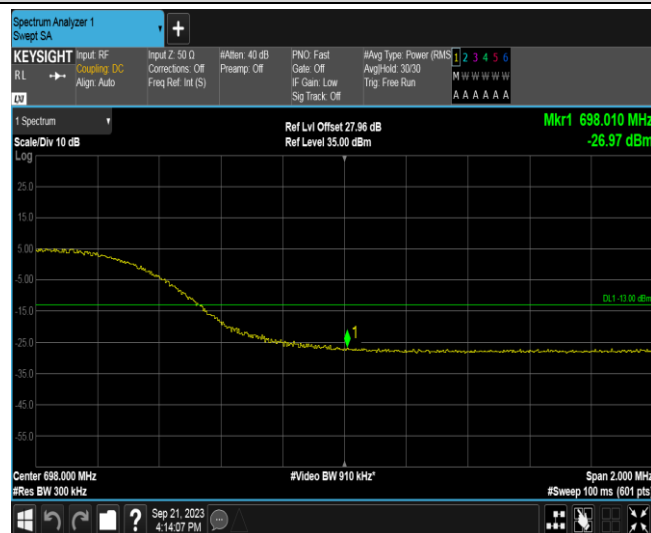 Spectrum Analyzer 1
Swept SA
+
KEYSIGHT Input: RF Input Z: 50 Ω #Atten: 40 dB PNO: Fast #Avg Type: Power (RMS 1 2 3 4 5 6
RL Coupling: DC Corrections: Off Preamp: Off Gate: Off Avg|Hold: 30/30 M W W W W W
Align: Auto Freq Ref: Int (S) IF Gain: Low Trig: Free Run
Sig Track: Off A A A A A A
LXI
1 Spectrum Ref Lvl Offset 27.96 dB Mkr1 698.010 MHz
Scale/Div 10 dB Ref Level 35.00 dBm -26.97 dBm
Log
25.0
15.0
5.00
-5.00
DL1 -13.00 dBm
-15.0
1
-25.0
-35.0
-45.0
-55.0
Center 698.000 MHz #Video BW 910 kHz* Span 2.000 MHz
#Res BW 300 kHz #Sweep 100 ms (601 pts)
? Sep 21, 2023
4:14:07 PM